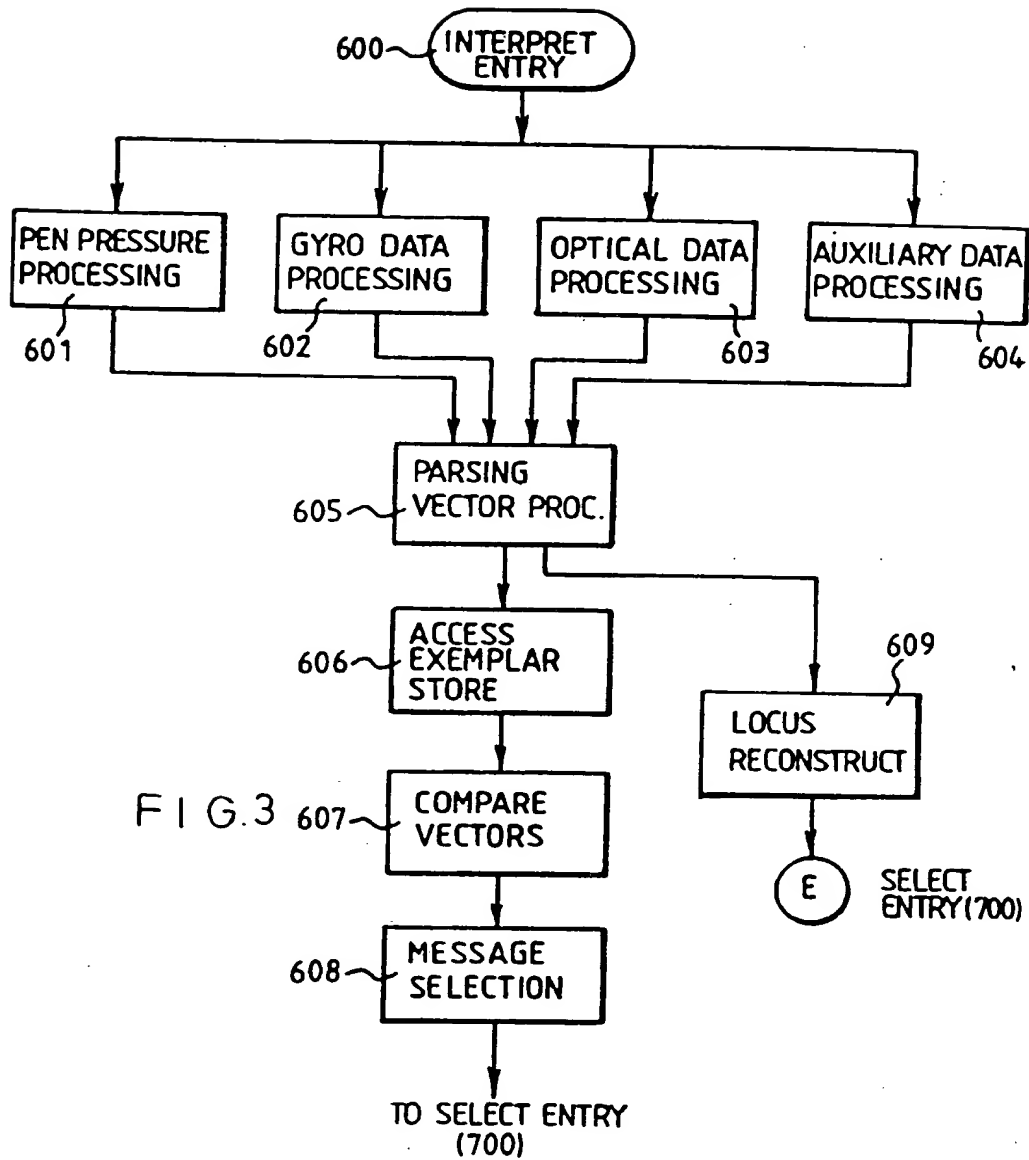 600
INTERPRET
ENTRY
PEN PRESSURE
PROCESSING
601
GYRO DATA
PROCESSING
602
OPTICAL DATA
PROCESSING
603
AUXILIARY DATA
PROCESSING
604
PARSING
VECTOR PROC.
605
ACCESS
EXEMPLAR
STORE
606
609
LOCUS
RECONSTRUCT
FIG.3
607
COMPARE
VECTORS
E
SELECT
ENTRY(700)
608
MESSAGE
SELECTION
TO SELECT ENTRY
(700)